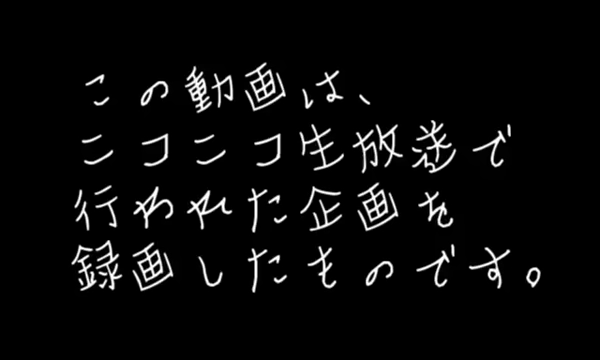 この動画は、
ニコニコ生放送で
行われた企画を
録画したものです。